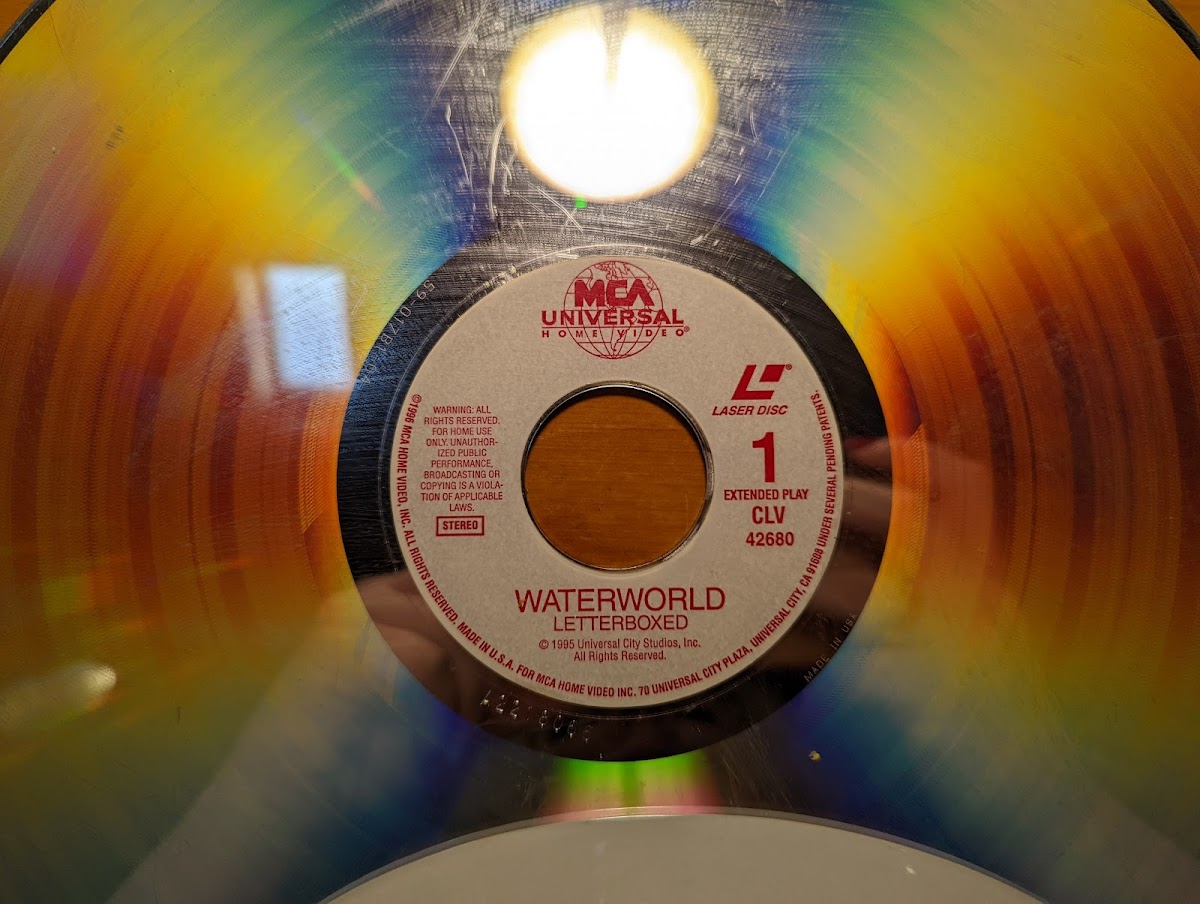 MCA
UNIVERSAL
HOME VIDEO®
LASER DISC
1
EXTENDED PLAY
CLV
42680
WARNING: ALL
RIGHTS RESERVED.
FOR HOME USE
ONLY. UNAUTHOR-
IZED PUBLIC
PERFORMANCE,
BROADCASTING OR
COPYING IS A VIOLA-
TION OF APPLICABLE
LAWS.
STEREO
WATERWORLD
LETTERBOXED
© 1995 Universal City Studios, Inc.
All Rights Reserved.
©1996 MCA HOME VIDEO, INC. ALL RIGHTS RESERVED. MADE IN U.S.A. FOR MCA HOME VIDEO INC. 70 UNIVERSAL CITY PLAZA, UNIVERSAL CITY, CA 91608 UNDER SEVERAL PENDING PATENTS.
MADE IN USA